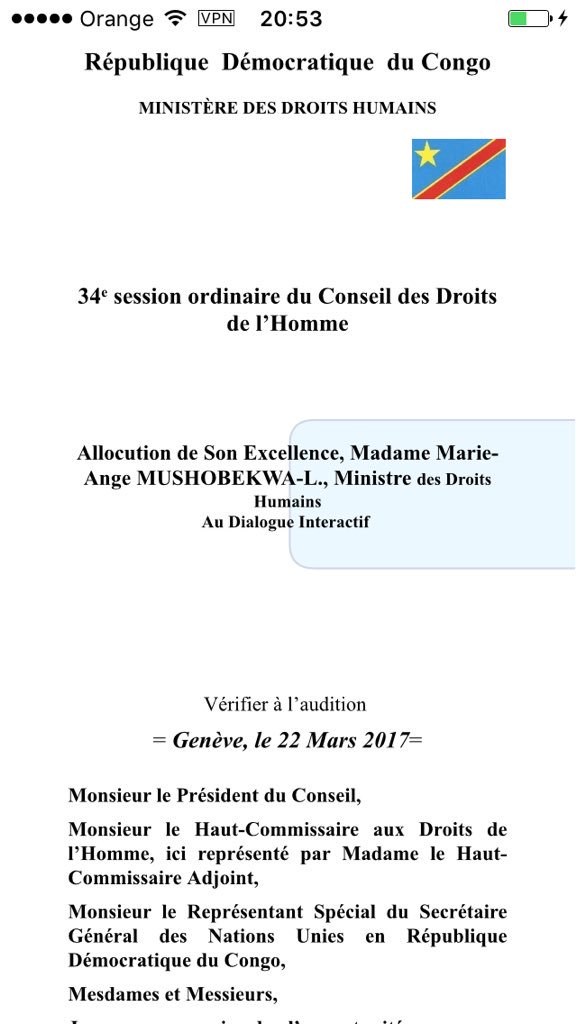 Orange VPN 20:53
République Démocratique du Congo
MINISTÈRE DES DROITS HUMAINS
34e session ordinaire du Conseil des Droits
de l’Homme
Allocution de Son Excellence, Madame Marie-
Ange MUSHOBEKWA-L., Ministre des Droits
Humains
Au Dialogue Interactif
Vérifier à l’audition
= Genève, le 22 Mars 2017=
Monsieur le Président du Conseil,
Monsieur le Haut-Commissaire aux Droits de
l’Homme, ici représenté par Madame le Haut-
Commissaire Adjoint,
Monsieur le Représentant Spécial du Secrétaire
Général des Nations Unies en République
Démocratique du Congo,
Mesdames et Messieurs,